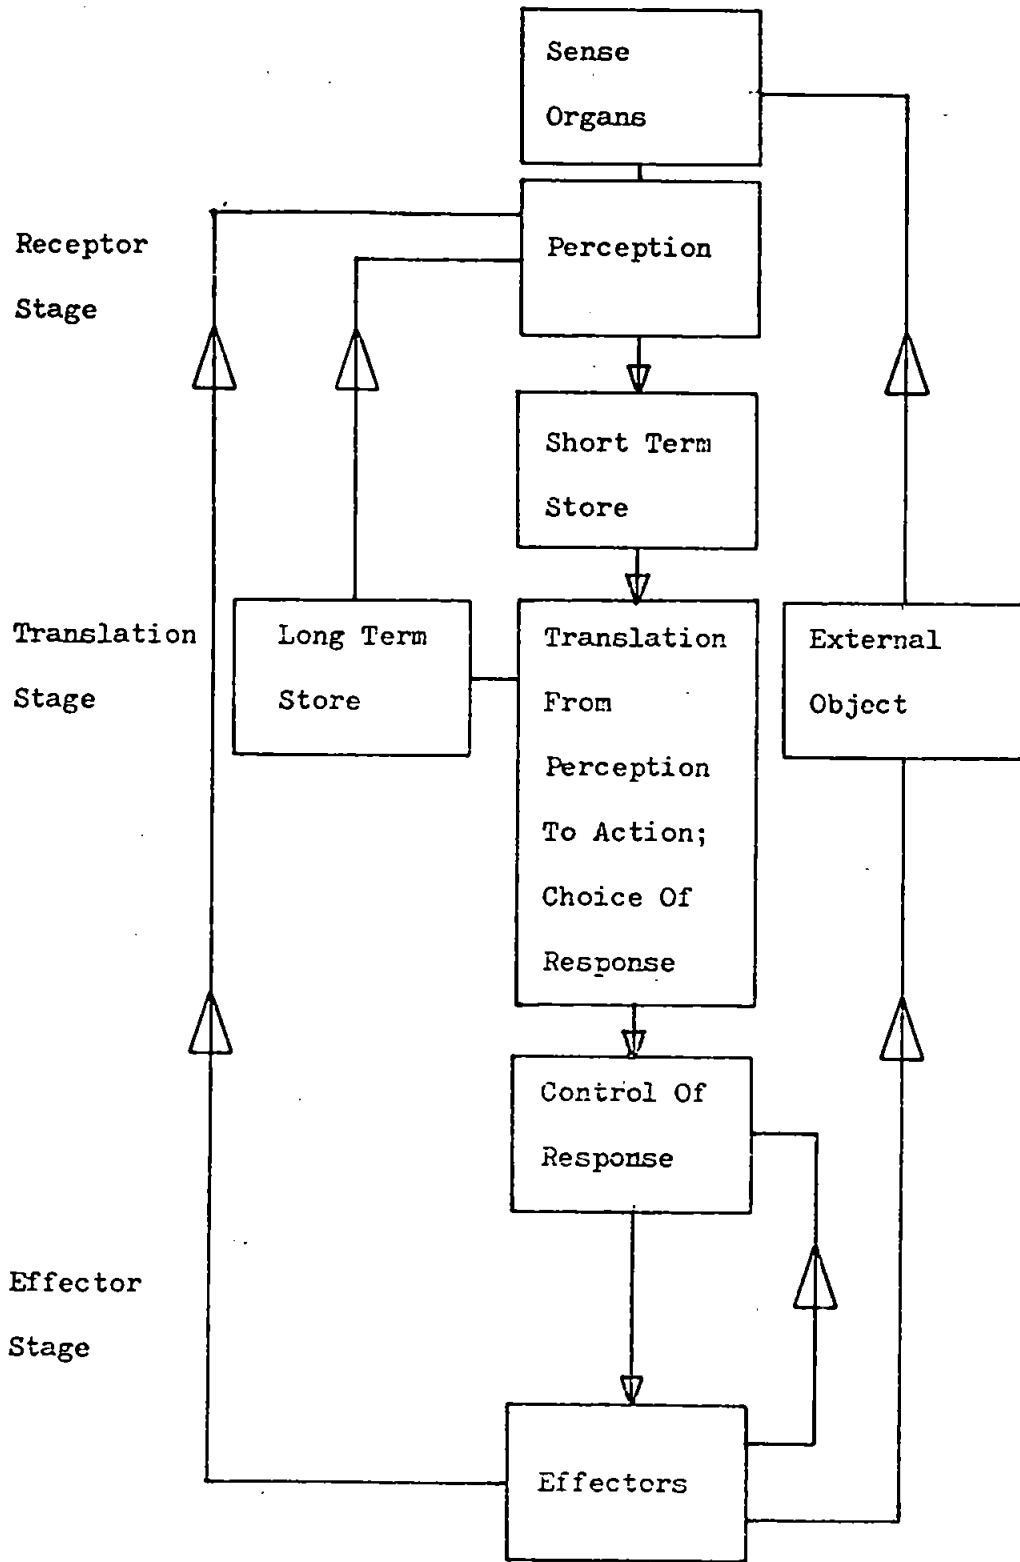 Sense
Organs
Perception
Receptor
Stage
Short Term
Store
Translation
Stage
Long Term
Store
Translation
From
Perception
To Action;
Choice Of
Response
External
Object
Control Of
Response
Effector
Stage
Effectors